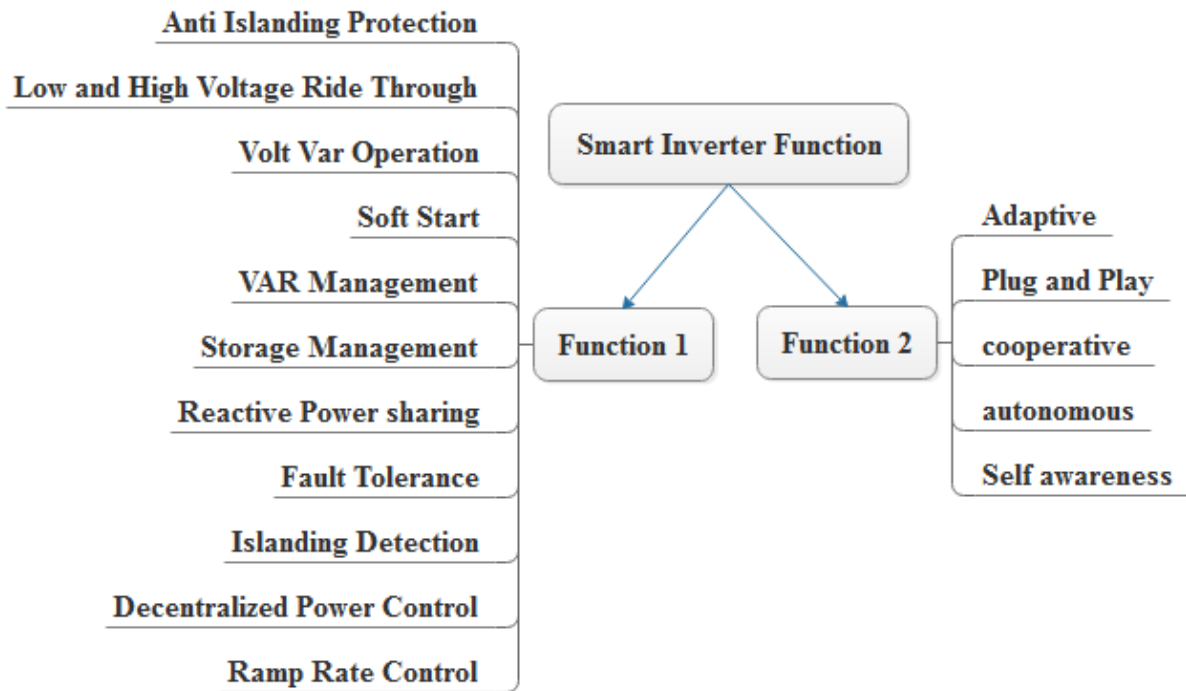 Anti Islanding Protection
Low and High Voltage Ride Through
Volt Var Operation
Soft Start
VAR Management
Storage Management
Reactive Power sharing
Fault Tolerance
Islanding Detection
Decentralized Power Control
Ramp Rate Control
Smart Inverter Function
Function 1
Function 2
Adaptive
Plug and Play
cooperative
autonomous
Self awareness